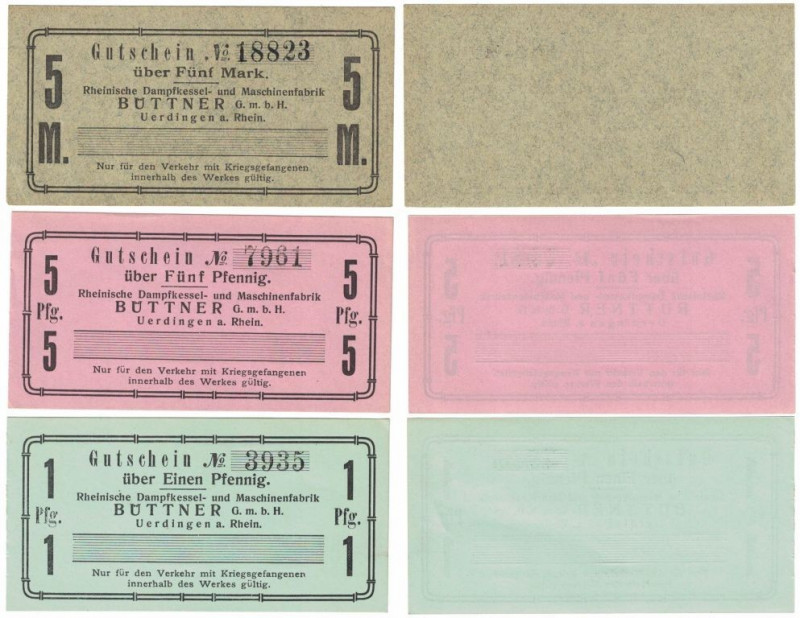 Gutschein No 18823
über Fünf Mark.
Rheinische Dampfkessel- und Maschinenfabrik
BÜTTNER G. m. b. H.
Uerdingen a. Rhein.
5 M.
5 M.
Nur für den Verkehr mit Kriegsgefangenen
innerhalb des Werkes gültig.
Gutschein No 7961
über Fünf Pfennig.
Rheinische Dampfkessel- und Maschinenfabrik
BÜTTNER G. m. b. H.
Uerdingen a. Rhein.
5 Pfg. 5
5 Pfg. 5
Nur für den Verkehr mit Kriegsgefangenen
innerhalb des Werkes gültig.
Gutschein No 3935
über Einen Pfennig.
Rheinische Dampfkessel- und Maschinenfabrik
BÜTTNER G. m. b. H.
Uerdingen a. Rhein.
1 Pfg. 1
1 Pfg. 1
Nur für den Verkehr mit Kriegsgefangenen
innerhalb des Werkes gültig.